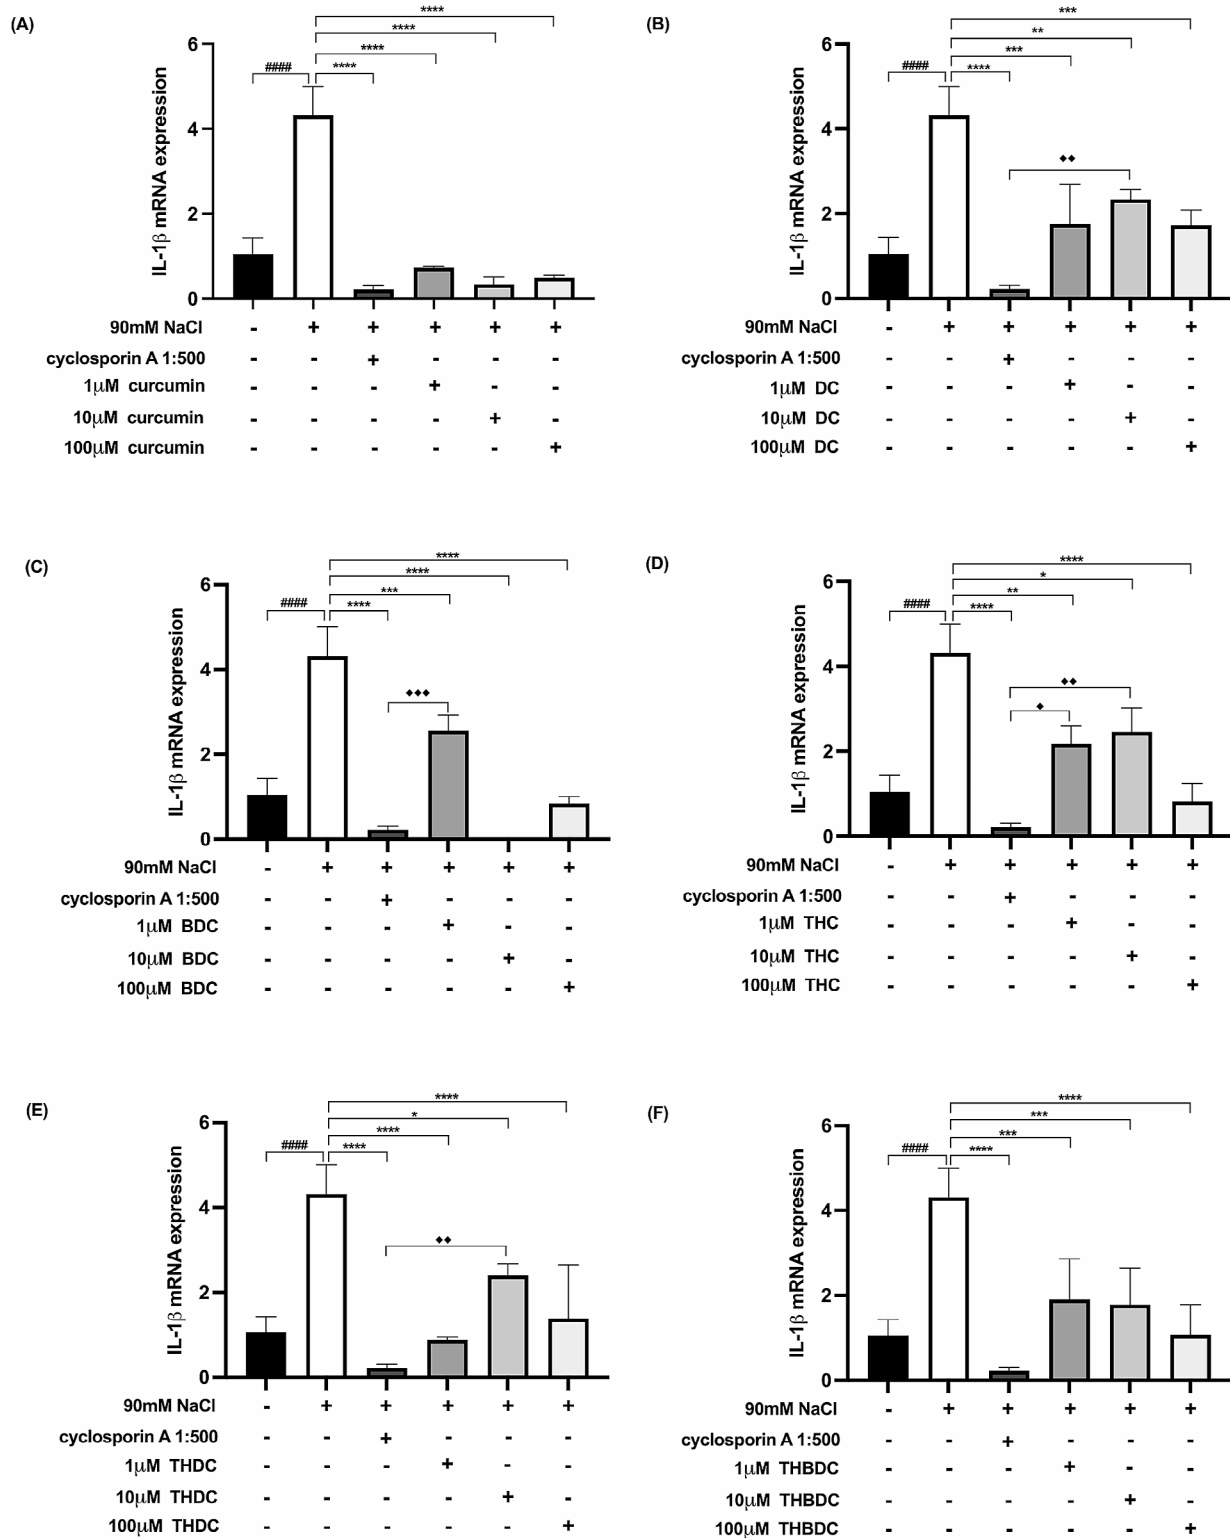 (A)
****
****
****
####
****
6
4
2
0
IL-1β mRNA expression
90mM NaCl - + + + + +
cyclosporin A 1:500 - - + - - -
1μM curcumin - - - + - -
10μM curcumin - - - - + -
100μM curcumin - - - - - +
(B)
***
**
***
####
****
♦♦
6
4
2
0
IL-1β mRNA expression
90mM NaCl - + + + + +
cyclosporin A 1:500 - - + - - -
1μM DC - - - + - -
10μM DC - - - - + -
100μM DC - - - - - +
(C)
****
****
***
####
****
♦♦♦
6
4
2
0
IL-1β mRNA expression
90mM NaCl - + + + + +
cyclosporin A 1:500 - - + - - -
1μM BDC - - - + - -
10μM BDC - - - - + -
100μM BDC - - - - - +
(D)
****
*
**
####
****
♦♦
♦
6
4
2
0
IL-1β mRNA expression
90mM NaCl - + + + + +
cyclosporin A 1:500 - - + - - -
1μM THC - - - + - -
10μM THC - - - - + -
100μM THC - - - - - +
(E)
****
*
****
####
****
♦♦
6
4
2
0
IL-1β mRNA expression
90mM NaCl - + + + + +
cyclosporin A 1:500 - - + - - -
1μM THDC - - - + - -
10μM THDC - - - - + -
100μM THDC - - - - - +
(F)
****
***
***
####
****
6
4
2
0
IL-1β mRNA expression
90mM NaCl - + + + + +
cyclosporin A 1:500 - - + - - -
1μM THBDC - - - + - -
10μM THBDC - - - - + -
100μM THBDC - - - - - +